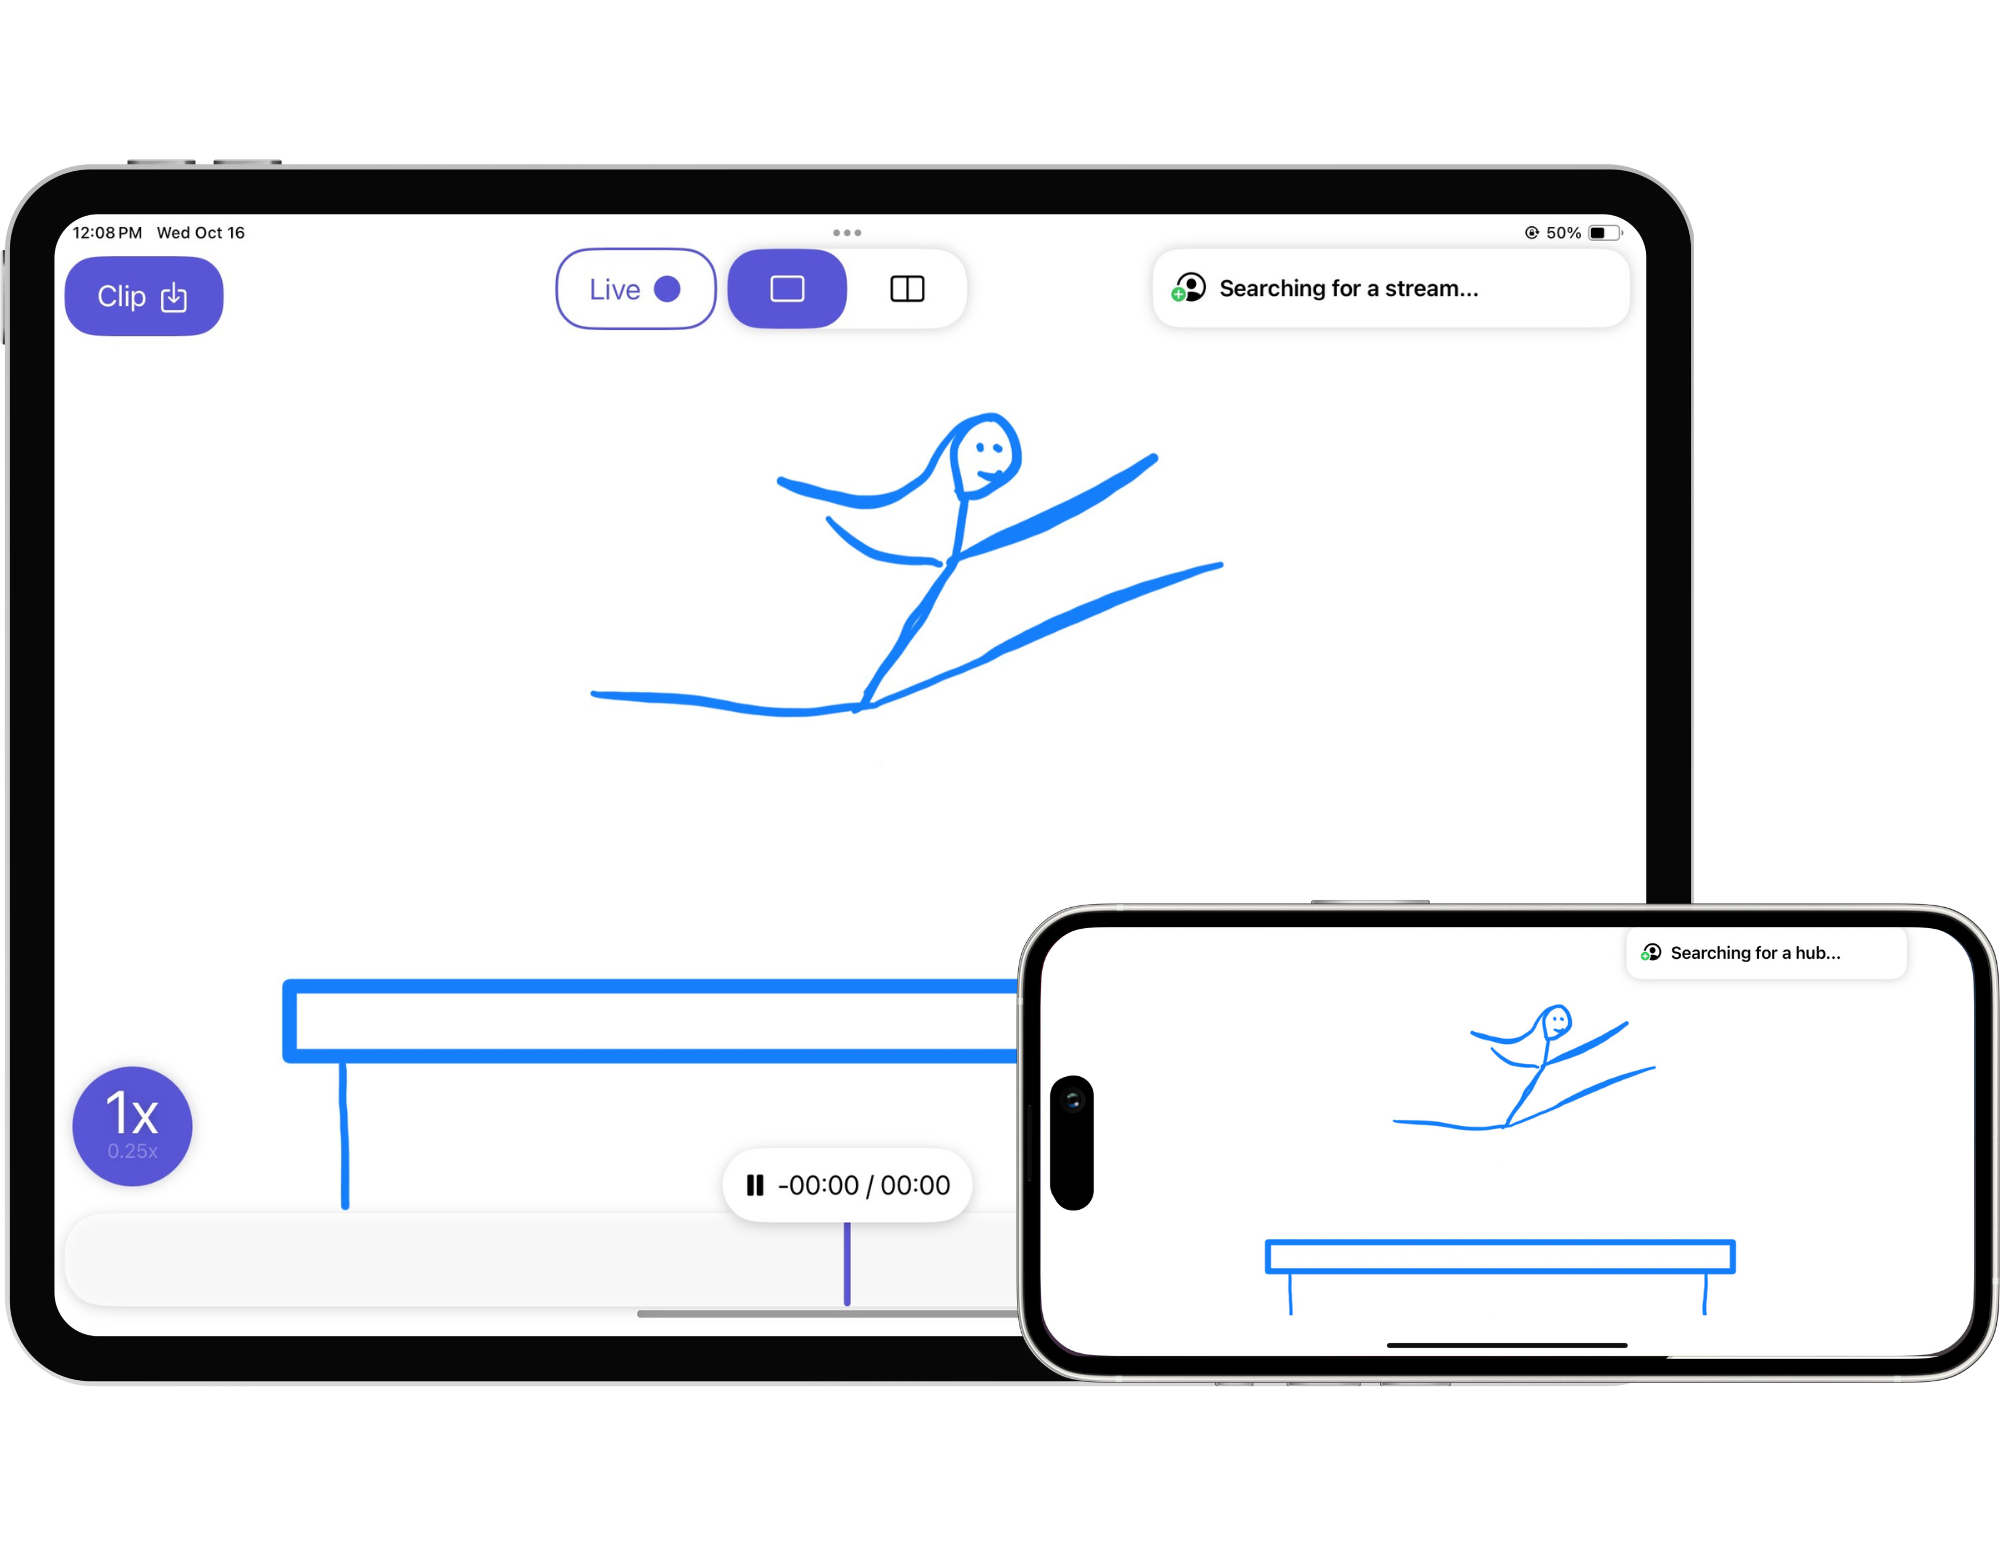 12:08 PM Wed Oct 16
50%
Clip
Live
Searching for a stream...
Searching for a hub...
1x
0.25x
-00:00 / 00:00